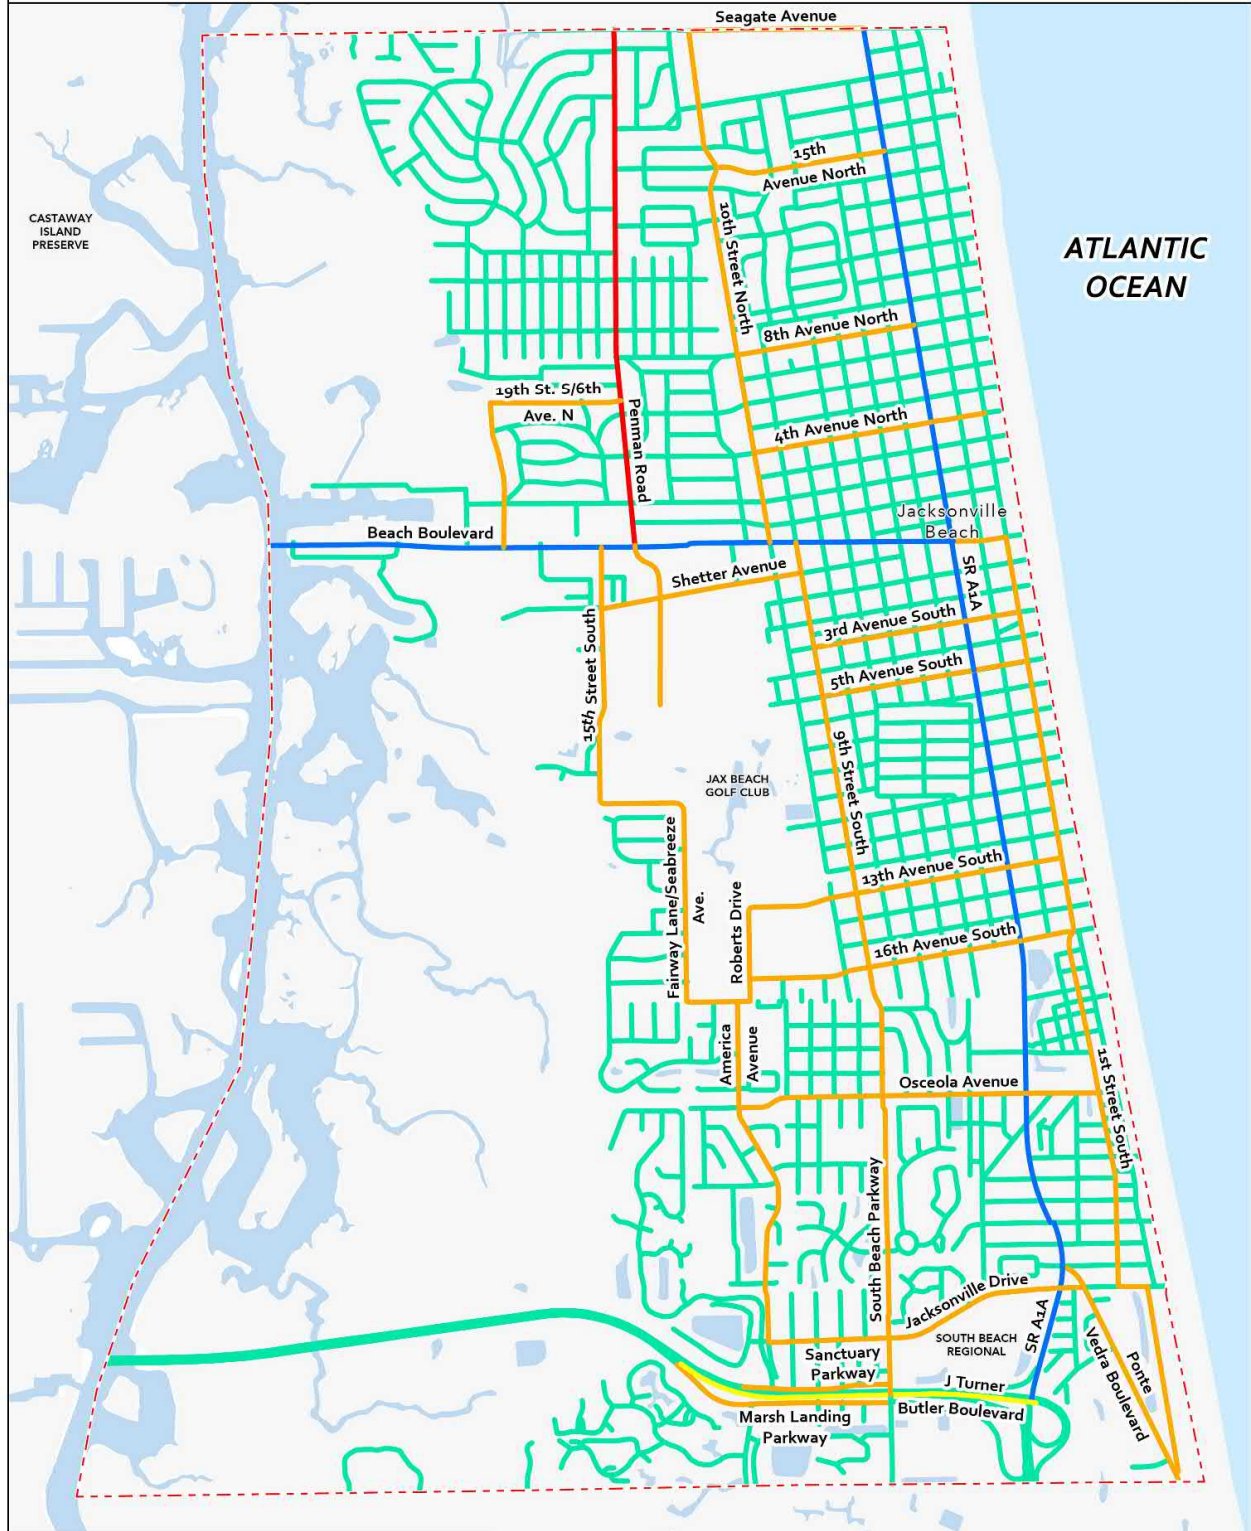 Seagate Avenue
15th
Avenue North
CASTAWAY
ISLAND
PRESERVE
10th Street North
ATLANTIC
OCEAN
8th Avenue North
19th St. S/6th
Ave. N
Penman Road
4th Avenue North
Jacksonville
Beach
Beach Boulevard
SR A1A
Shetter Avenue
3rd Avenue South
15th Street South
5th Avenue South
9th Street South
JAX BEACH
GOLF CLUB
Fairway Lane/Seabreeze
Ave.
Roberts Drive
13th Avenue South
16th Avenue South
America
Avenue
Osceola Avenue
1st Street South
South Beach Parkway
Jacksonville Drive
SOUTH BEACH
REGIONAL
SR A1A
Sanctuary
Parkway
Ponte
Vedra Boulevard
J Turner
Butler Boulevard
Marsh Landing
Parkway